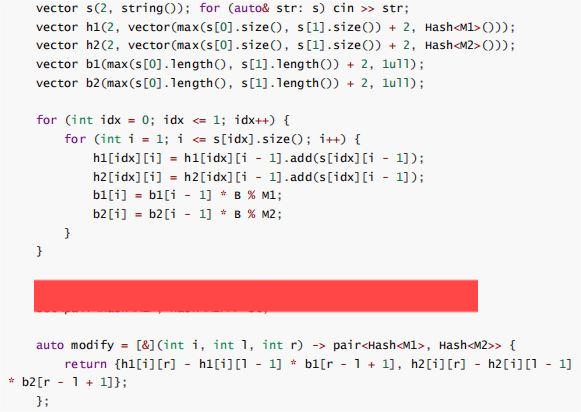 vector s(2, string()); for (auto& str: s) cin >> str;
vector h1(2, vector(max(s[0].size(), s[1].size()) + 2, Hash<M1>()));
vector h2(2, vector(max(s[0].size(), s[1].size()) + 2, Hash<M2>()));
vector b1(max(s[0].length(), s[1].length()) + 2, 1ull);
vector b2(max(s[0].length(), s[1].length()) + 2, 1ull);
for (int idx = 0; idx <= 1; idx++) {
for (int i = 1; i <= s[idx].size(); i++) {
h1[idx][i] = h1[idx][i - 1].add(s[idx][i - 1]);
h2[idx][i] = h2[idx][i - 1].add(s[idx][i - 1]);
b1[i] = b1[i - 1] * B % M1;
b2[i] = b2[i - 1] * B % M2;
}
}
auto modify = [&](int i, int l, int r) -> pair<Hash<M1>, Hash<M2>> {
return {h1[i][r] - h1[i][l - 1] * b1[r - l + 1], h2[i][r] - h2[i][l - 1]
* b2[r - l + 1]};
};